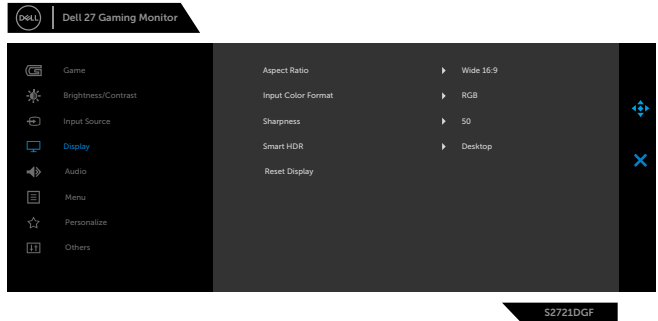 DELL Dell 27 Gaming Monitor
Game
Brightness/Contrast
Input Source
Display
Audio
Menu
Personalize
Others
Aspect Ratio Wide 16:9
Input Color Format RGB
Sharpness 50
Smart HDR Desktop
Reset Display
S2721DGF